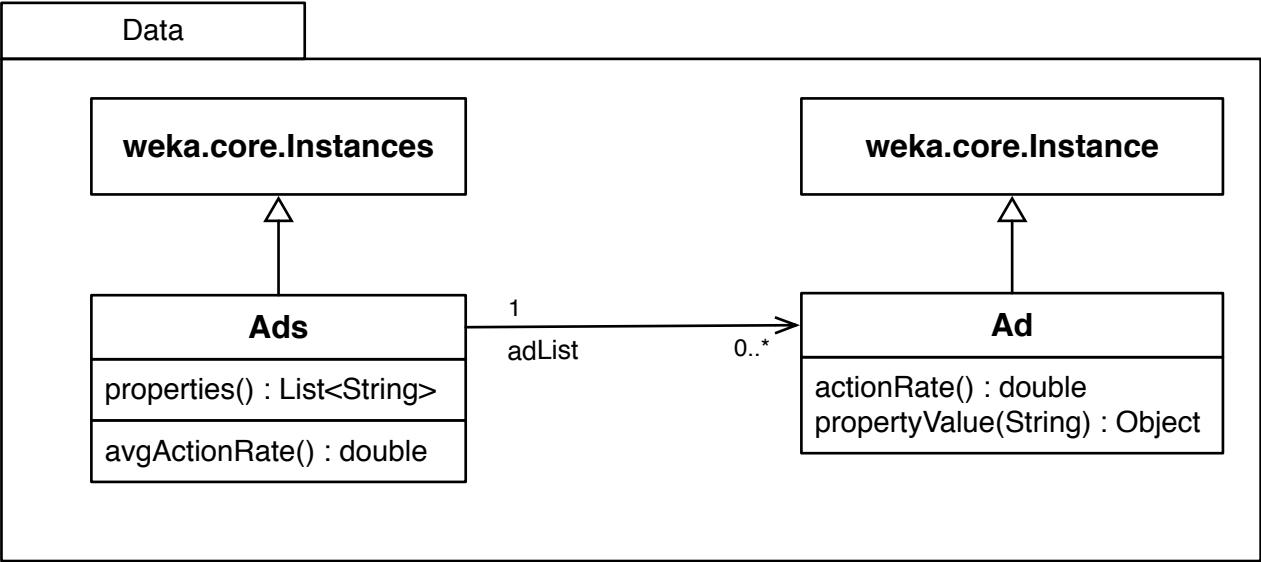 Data
weka.core.Instances
weka.core.Instance
Ads
1
adList
0..*
Ad
properties() : List<String>
avgActionRate() : double
actionRate() : double
propertyValue(String) : Object